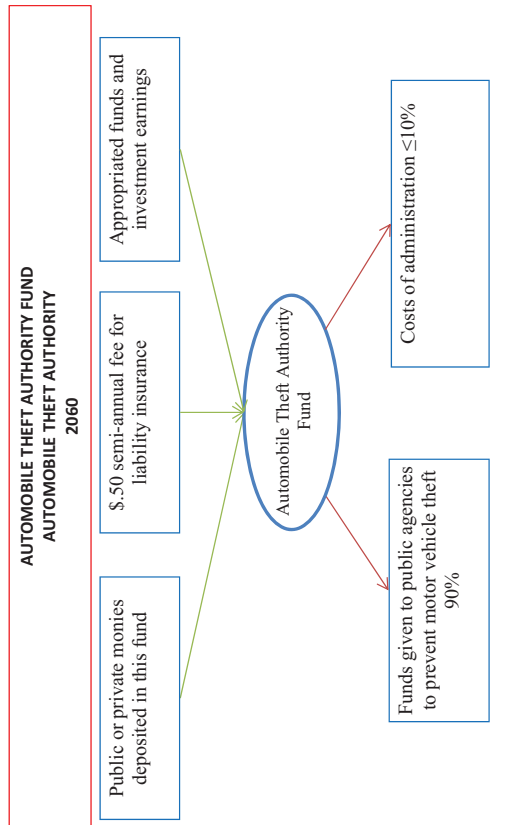 AUTOMOBILE THEFT AUTHORITY FUND
AUTOMOBILE THEFT AUTHORITY
2060
Public or private monies
deposited in this fund
$.50 semi-annual fee for
liability insurance
Appropriated funds and
investment earnings
Automobile Theft Authority
Fund
Funds given to public agencies
to prevent motor vehicle theft
90%
Costs of administration ≤10%